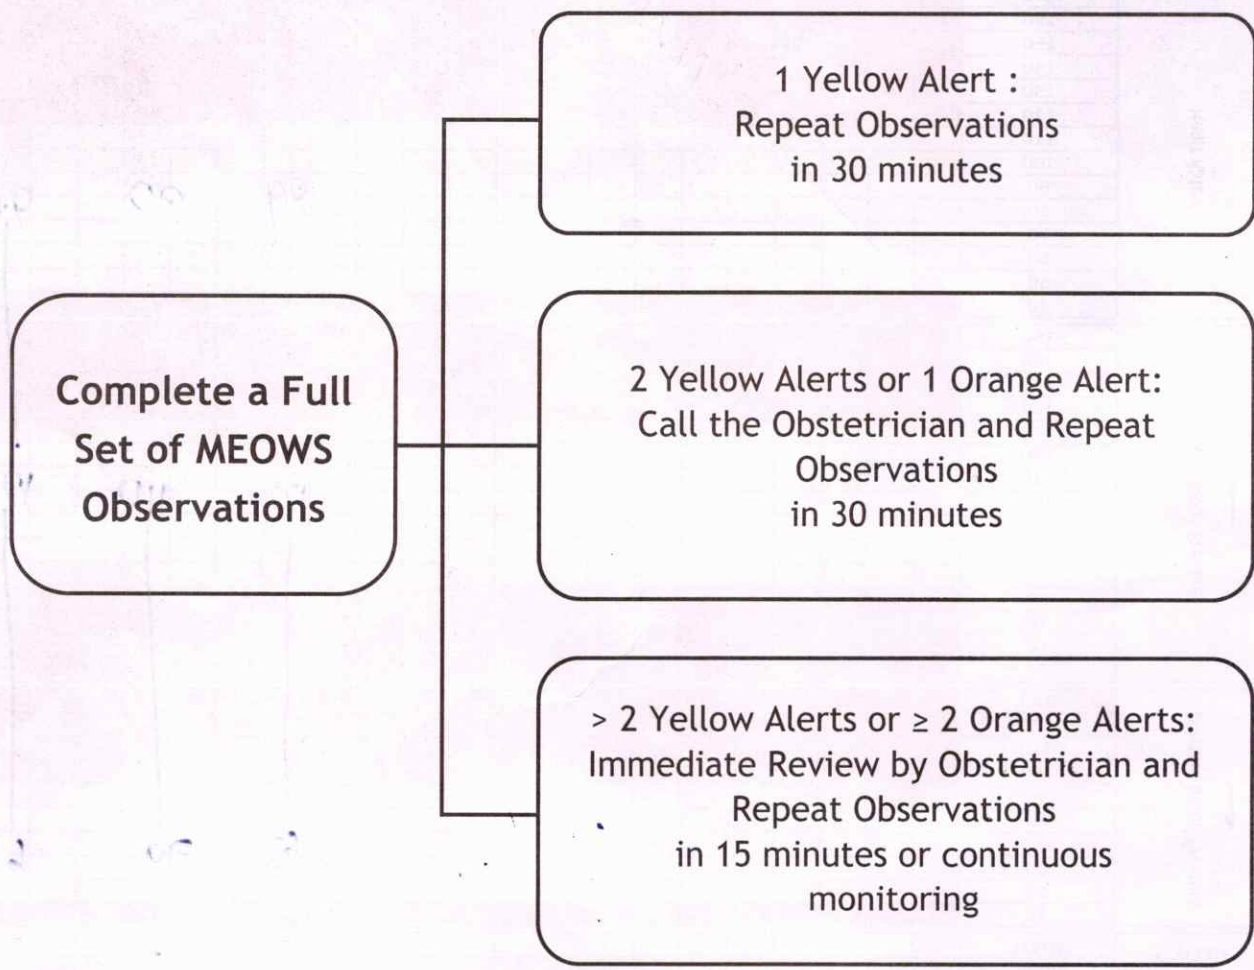 Complete a Full
Set of MEOWS
Observations
1 Yellow Alert :
Repeat Observations
in 30 minutes
2 Yellow Alerts or 1 Orange Alert:
Call the Obstetrician and Repeat
Observations
in 30 minutes
> 2 Yellow Alerts or ≥ 2 Orange Alerts:
Immediate Review by Obstetrician and
Repeat Observations
in 15 minutes or continuous
monitoring